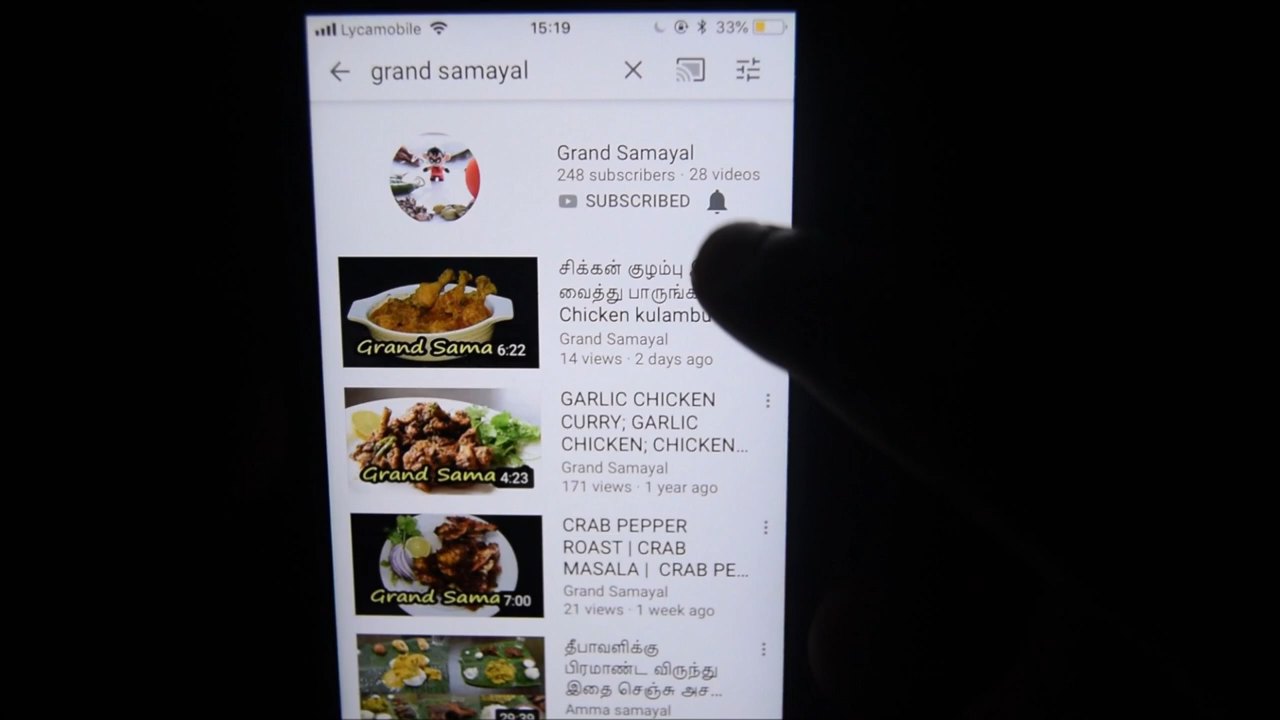 Lycamobile 15:19 33%
grand samayal
Grand Samayal
248 subscribers · 28 videos
SUBSCRIBED
சிக்கன் குழம்பு
வைத்து
Chicken kulambu
Grand Samayal
14 views · 2 days ago
Grand Sama 6:22
GARLIC CHICKEN
CURRY; GARLIC
CHICKEN; CHICKEN...
Grand Samayal
171 views · 1 year ago
Grand Sama 4:23
CRAB PEPPER
ROAST | CRAB
MASALA | CRAB PE...
Grand Samayal
21 views · 1 week ago
Grand Sama 7:00
தீபாவளிக்கு
பிரமாண்ட விருந்து
இதை செஞ்சு அச...
Amma samayal
29:39